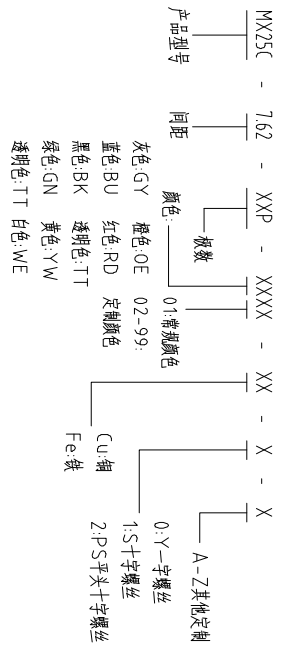 MX25C - 7.62 - XXP - XXXX - XX - X - X
产品型号
间距
极数
颜色:
灰色:GY 橙色:OE
蓝色:BU 红色:RD
黑色:BK 透明色:TT
绿色:GN 黄色:YW
透明色:TT 白色:WE
01:常规颜色
02-99:
定制颜色
Cu:铜
Fe:铁
0:Y一字螺丝
1:S十字螺丝
2:PS平头十字螺丝
A-Z其他定制